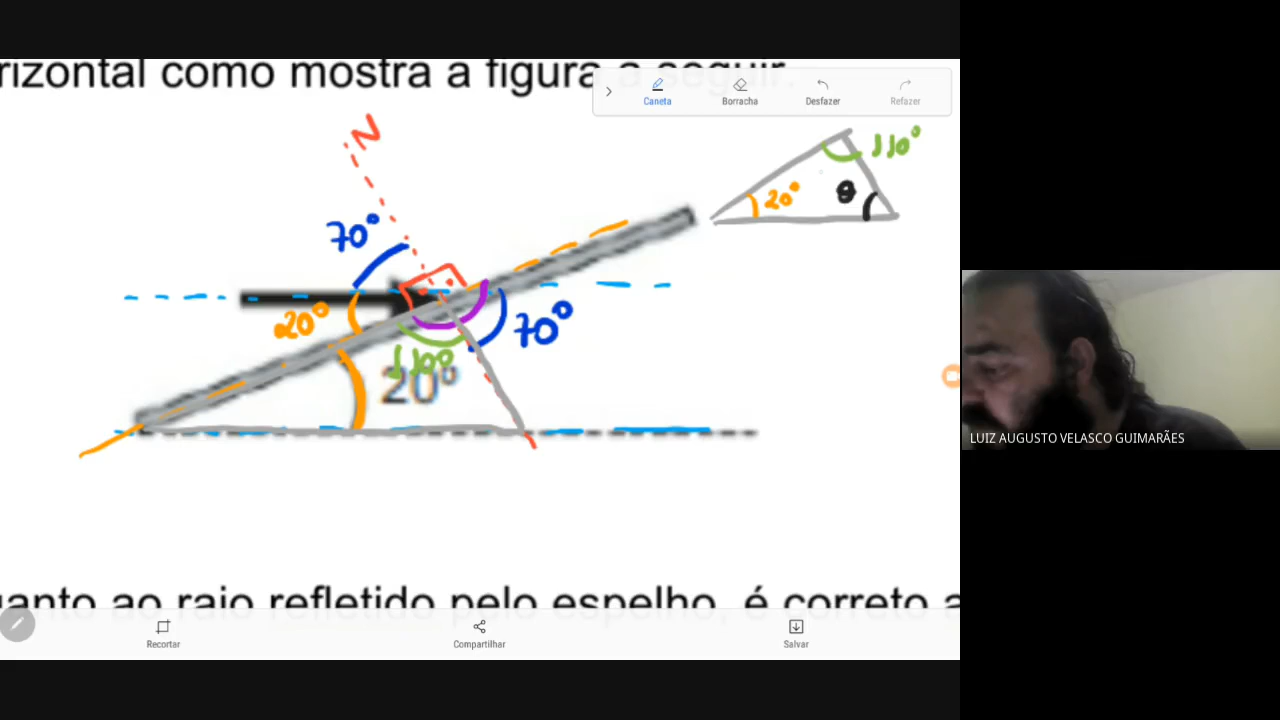 rizontal como mostra a figura a seguir.
Caneta
Borracha
Desfazer
Refazer
N
70°
20°
110°
θ
20°
70°
110°
20°
LUIZ AUGUSTO VELASCO GUIMARÃES
uanto ao raio refletido pelo espelho, é correto a
Recortar
Compartilhar
Salvar